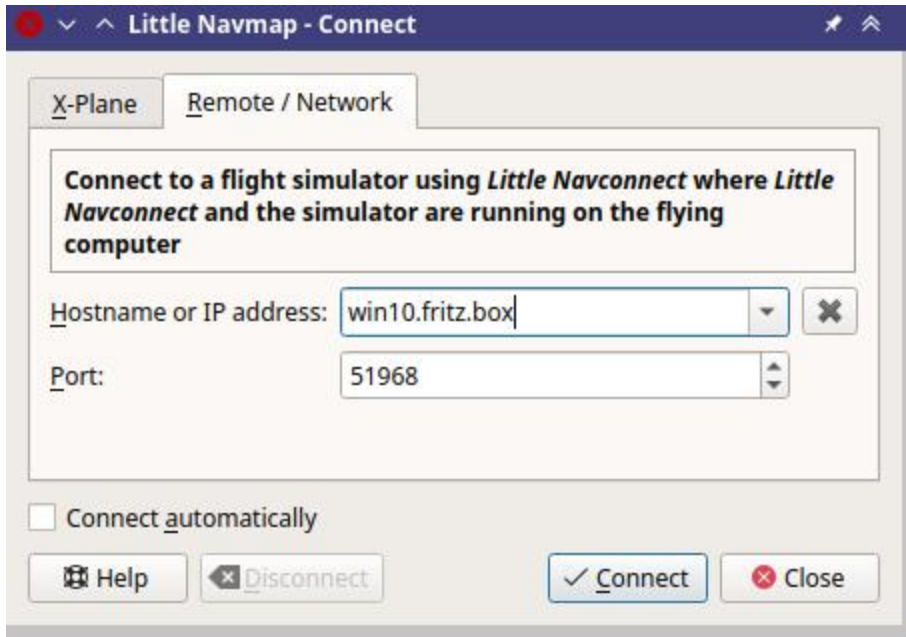 Little Navmap - Connect
X-Plane
Remote / Network
Connect to a flight simulator using Little Navconnect where Little
Navconnect and the simulator are running on the flying
computer
Hostname or IP address: win10.fritz.box
Port: 51968
Connect automatically
Help Disconnect Connect Close